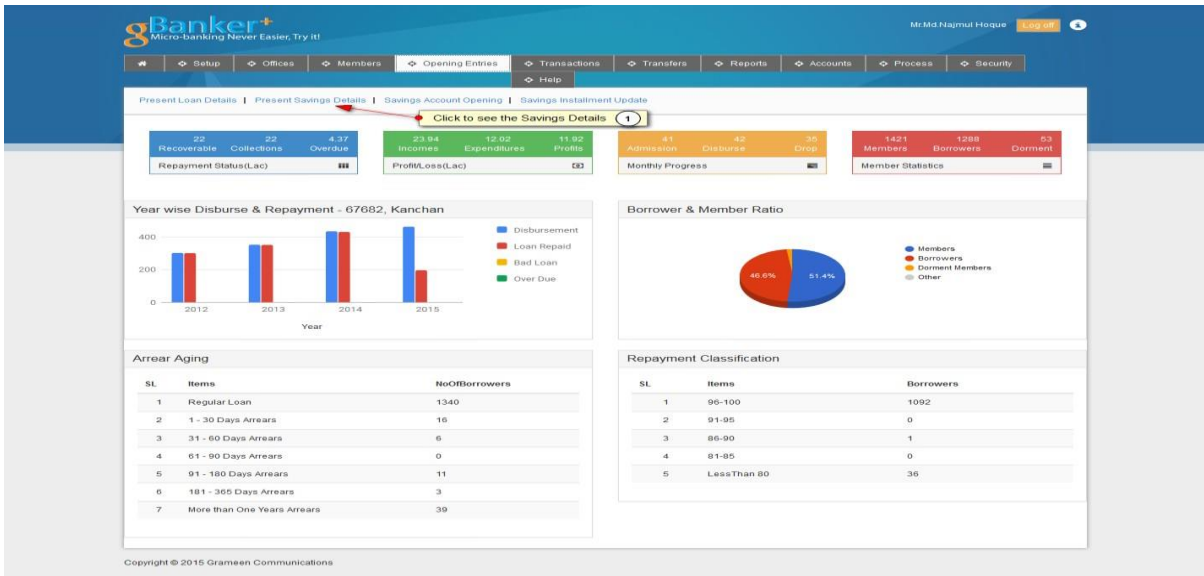 gBanker+
Micro-banking Never Easier, Try it!
Mr.Md.Najmul Hoque Log off
Setup Offices Members Opening Entries Transactions Transfers Reports Accounts Process Security
Help
Present Loan Details | Present Savings Details | Savings Account Opening | Savings Installment Update
Click to see the Savings Details 1
22 22 4.37
Recoverable Collections Overdue
Repayment Status(Lac)
23.94 12.02 11.92
Incomes Expenditures Profits
Profit/Loss(Lac)
41 42 35
Admission Disburse Drop
Monthly Progress
1421 1288 53
Members Borrowers Dorment
Member Statistics
Year wise Disburse & Repayment - 67682, Kanchan
400
200
0
2012 2013 2014 2015
Year
Disbursement
Loan Repaid
Bad Loan
Over Due
Borrower & Member Ratio
46.6% 51.4%
Members
Borrowers
Dorment Members
Other
Arrear Aging
SL Items NoOfBorrowers
1 Regular Loan 1340
2 1 - 30 Days Arrears 16
3 31 - 60 Days Arrears 6
4 61 - 90 Days Arrears 0
5 91 - 180 Days Arrears 11
6 181 - 365 Days Arrears 3
7 More than One Years Arrears 39
Repayment Classification
SL Items Borrowers
1 96-100 1092
2 91-95 0
3 86-90 1
4 81-85 0
5 LessThan 80 36
Copyright © 2015 Grameen Communications